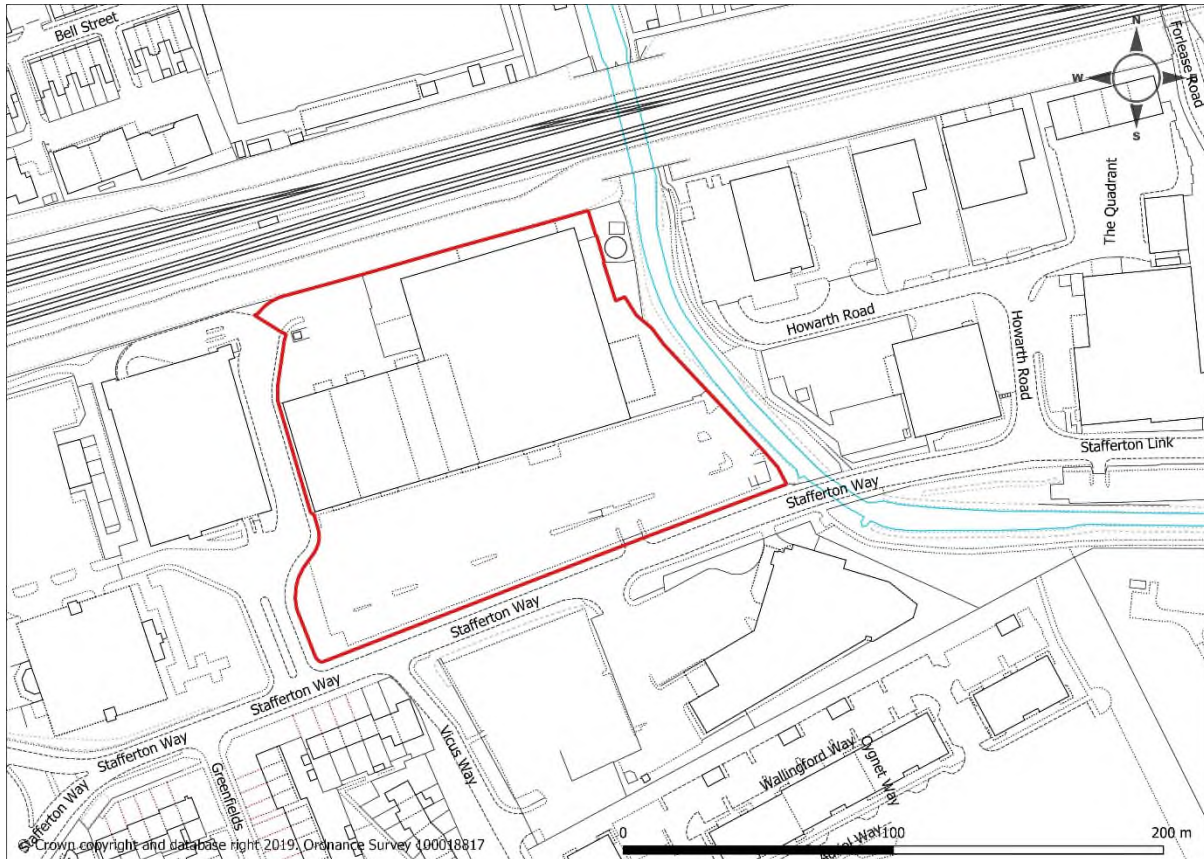 Bell Street
Forlease Road
N
W
S
The Quadrant
Howarth Road
Howarth Road
Stafferton Link
Stafferton Way
Stafferton Way
Stafferton Way
Stafferton Way
Stafferton Way
Vicus Way
Greenfields
Wallingford Way
Cygnet Way
Way
© Crown copyright and database right 2019. Ordnance Survey 100018817
0
100
200 m